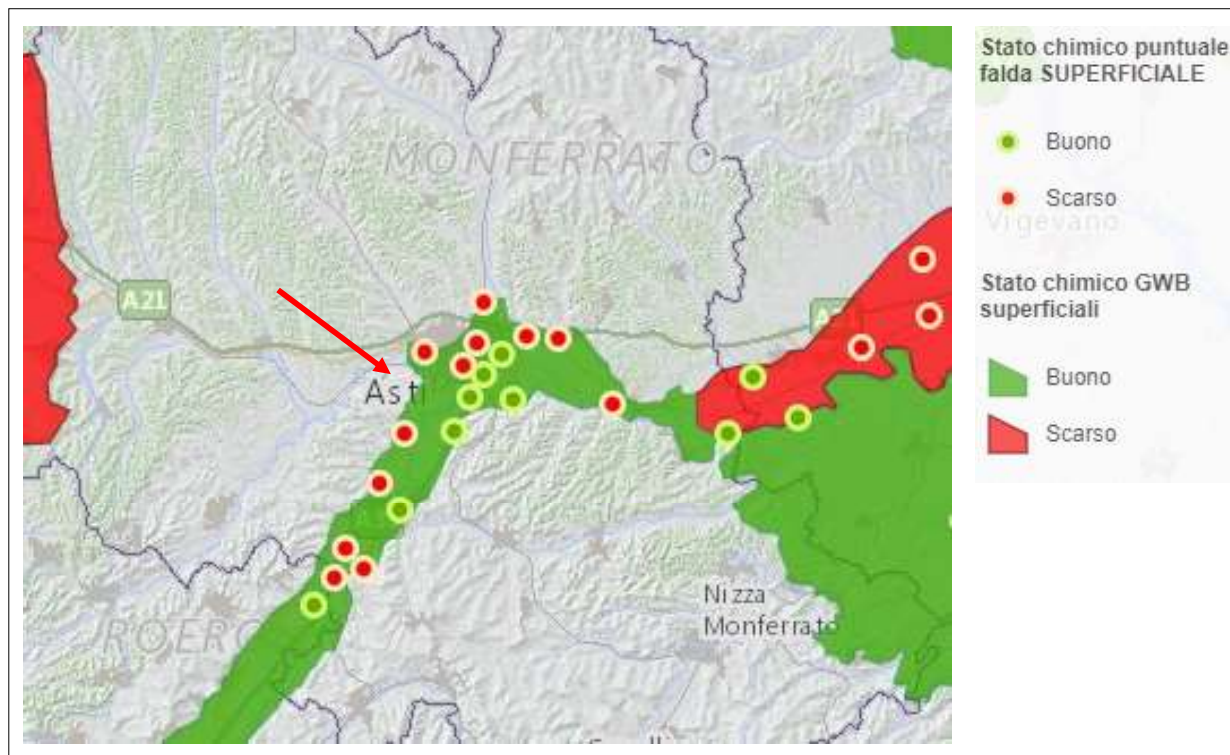 MONFERRATO
A21
Asti
Nizza
Monferrato
ROERO
Stato chimico puntuale
falda SUPERFICIALE
Buono
Scarso
Vigevano
Stato chimico GWB
superficiali
Buono
Scarso